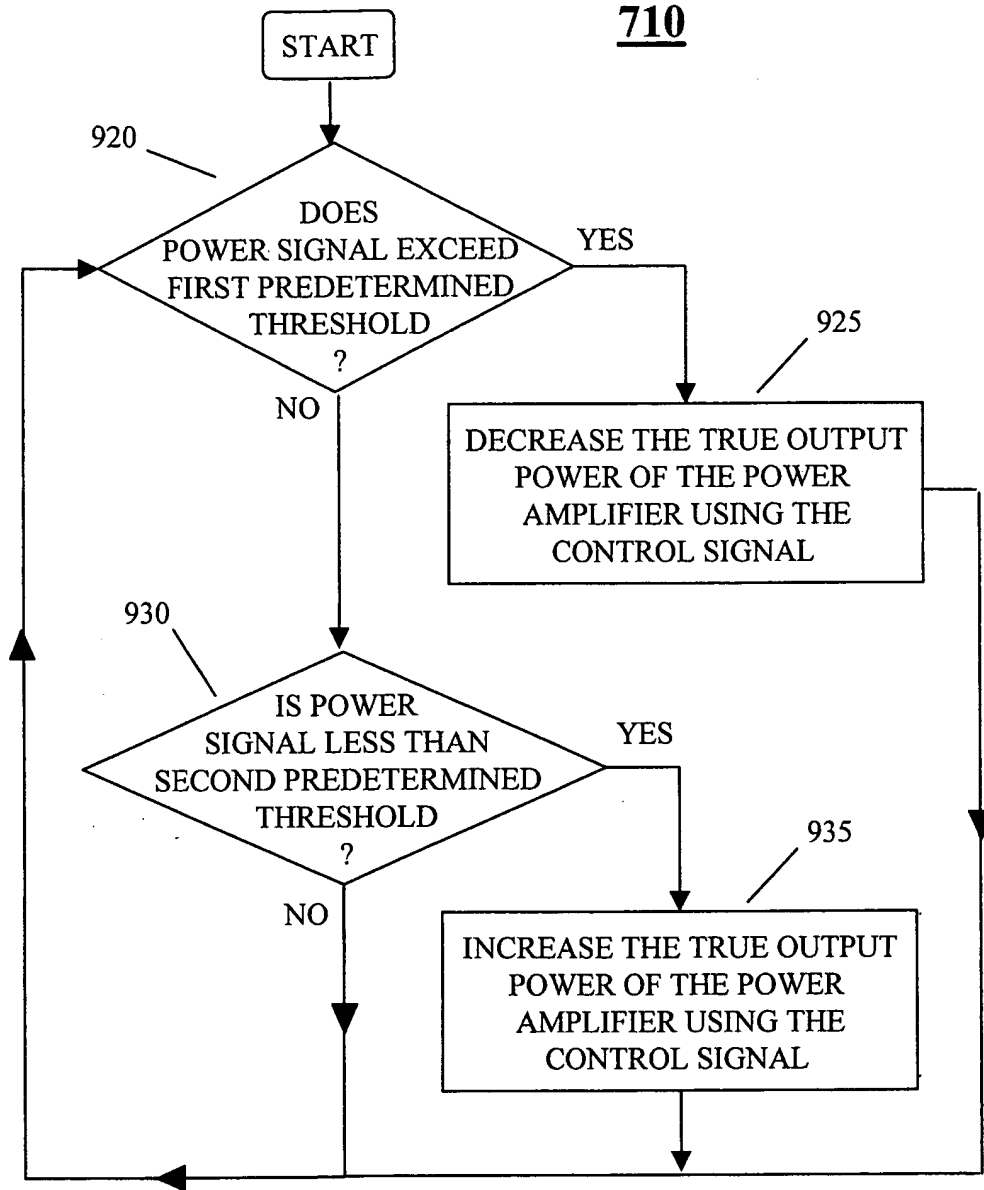 710
START
920
DOES
POWER SIGNAL EXCEED
FIRST PREDETERMINED
THRESHOLD
?
YES
NO
925
DECREASE THE TRUE OUTPUT
POWER OF THE POWER
AMPLIFIER USING THE
CONTROL SIGNAL
930
IS POWER
SIGNAL LESS THAN
SECOND PREDETERMINED
THRESHOLD
?
YES
NO
935
INCREASE THE TRUE OUTPUT
POWER OF THE POWER
AMPLIFIER USING THE
CONTROL SIGNAL